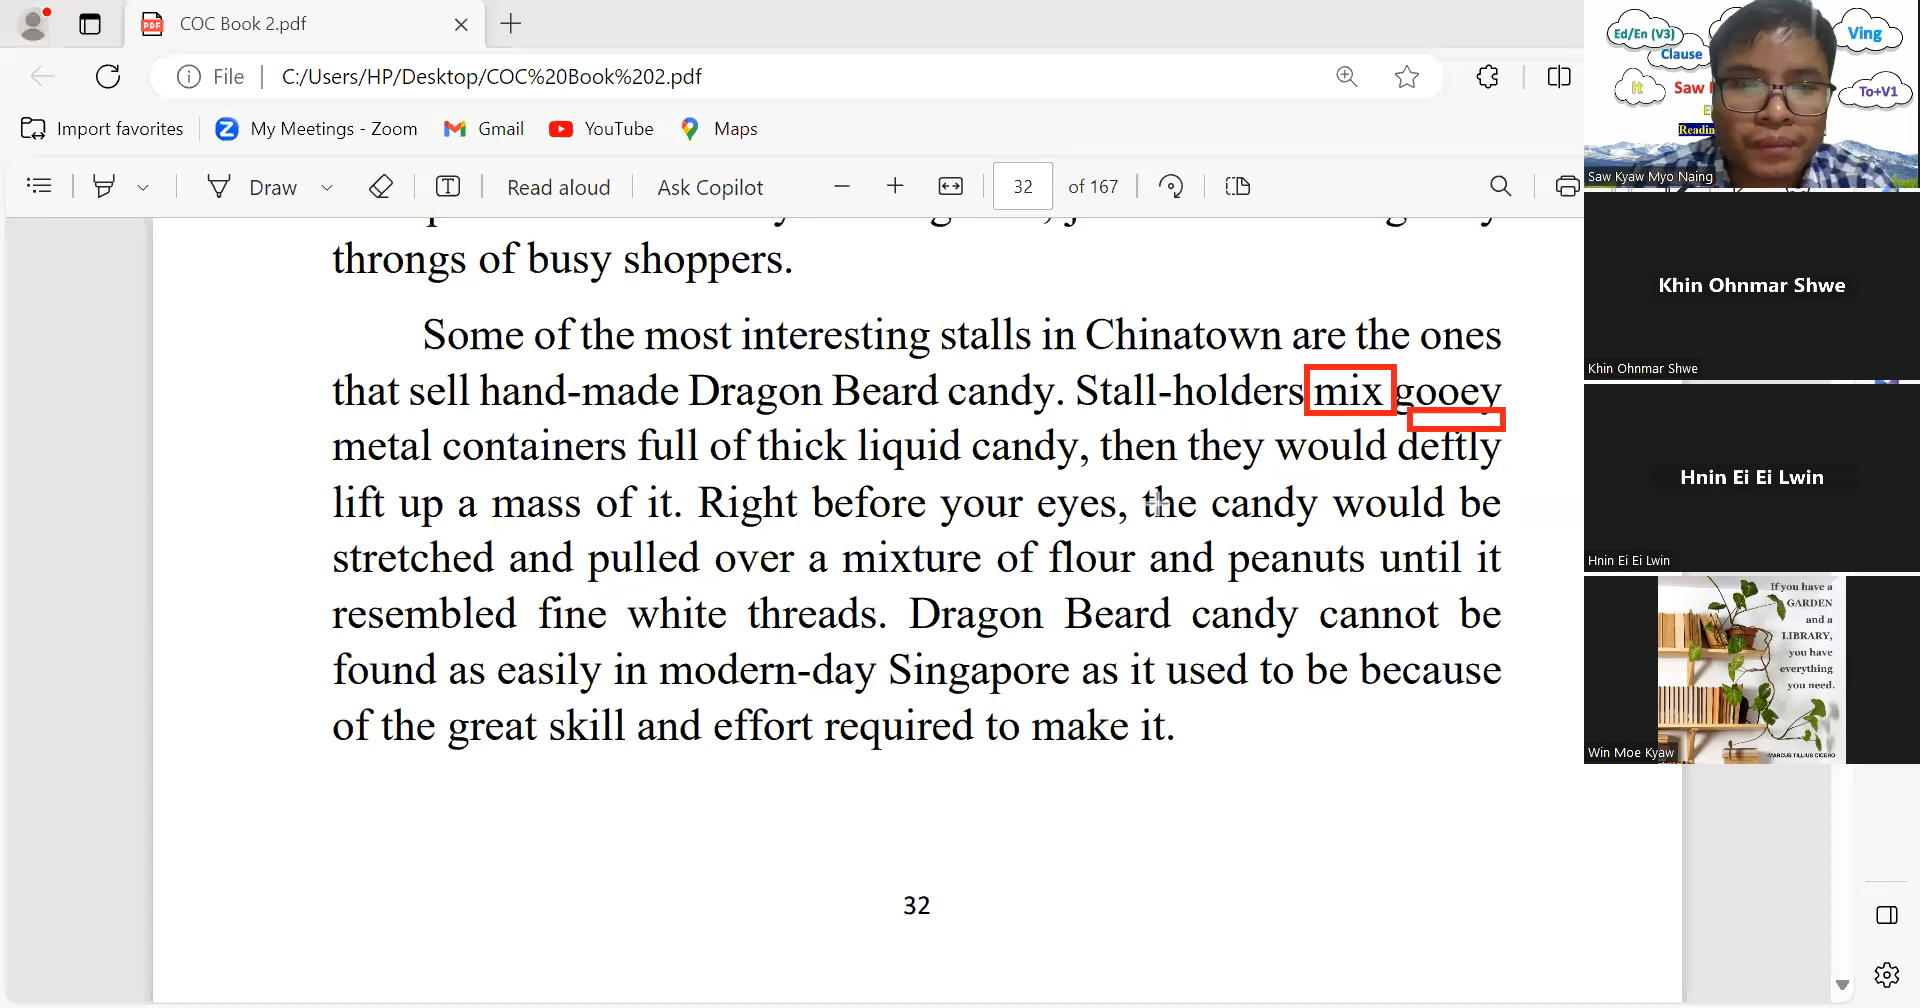 COC Book 2.pdf
File
C:/Users/HP/Desktop/COC%20Book%202.pdf
Import favorites
My Meetings - Zoom
Gmail
YouTube
Maps
Draw
Read aloud
Ask Copilot
32
of 167
throngs of busy shoppers.
Some of the most interesting stalls in Chinatown are the ones
that sell hand-made Dragon Beard candy. Stall-holders mix gooey
metal containers full of thick liquid candy, then they would deftly
lift up a mass of it. Right before your eyes, the candy would be
stretched and pulled over a mixture of flour and peanuts until it
resembled fine white threads. Dragon Beard candy cannot be
found as easily in modern-day Singapore as it used to be because
of the great skill and effort required to make it.
32
Ed/En (V3)
Ving
Clause
It
Saw
To+V1
Saw Kyaw Myo Naing
Khin Ohnmar Shwe
Khin Ohnmar Shwe
Hnin Ei Ei Lwin
Hnin Ei Ei Lwin
If you have a
GARDEN
and a
LIBRARY,
you have
everything
you need.
MARCUS TILLIUS CICERO
Win Moe Kyaw